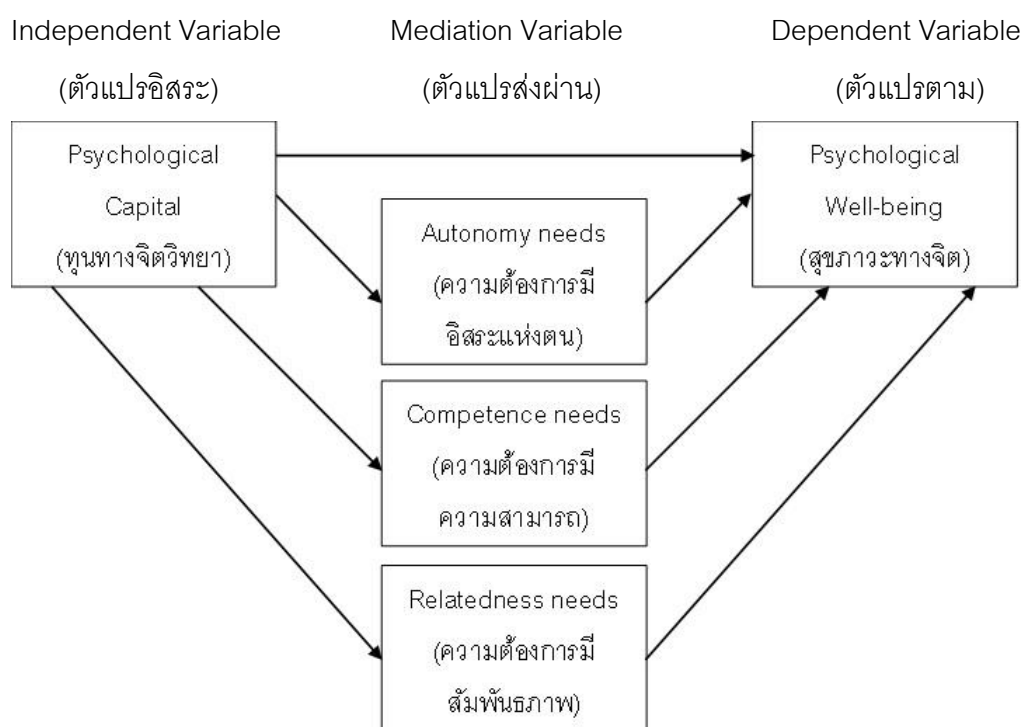 Independent Variable
(ตัวแปรอิสระ)
Mediation Variable
(ตัวแปรส่งผ่าน)
Dependent Variable
(ตัวแปรตาม)
Psychological
Capital
(ทุนทางจิตวิทยา)
Autonomy needs
(ความต้องการมี
อิสระแห่งตน)
Competence needs
(ความต้องการมี
ความสามารถ)
Relatedness needs
(ความต้องการมี
สัมพันธภาพ)
Psychological
Well-being
(สุขภาวะทางจิต)